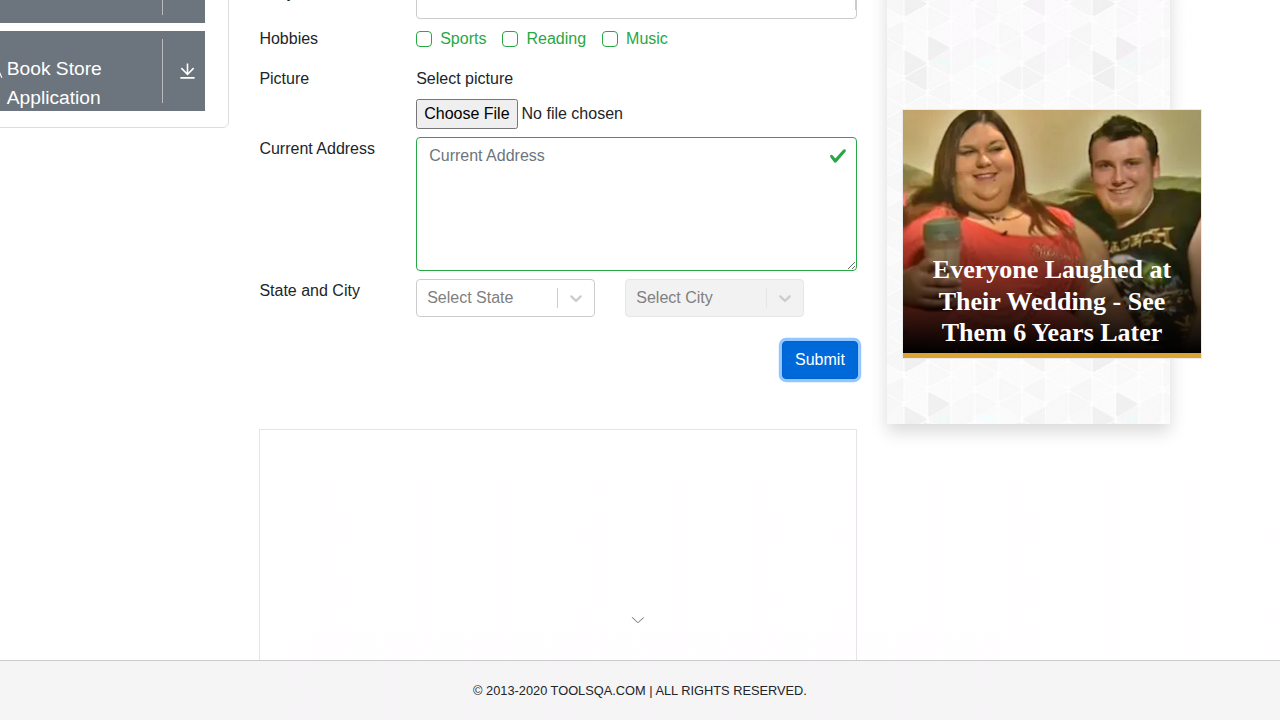 Hobbies
Sports Reading Music
Book Store
Application
Picture
Select picture
Choose File No file chosen
Current Address
Current Address
State and City
Select State
Select City
Submit
Everyone Laughed at
Their Wedding - See
Them 6 Years Later
© 2013-2020 TOOLSQA.COM | ALL RIGHTS RESERVED.